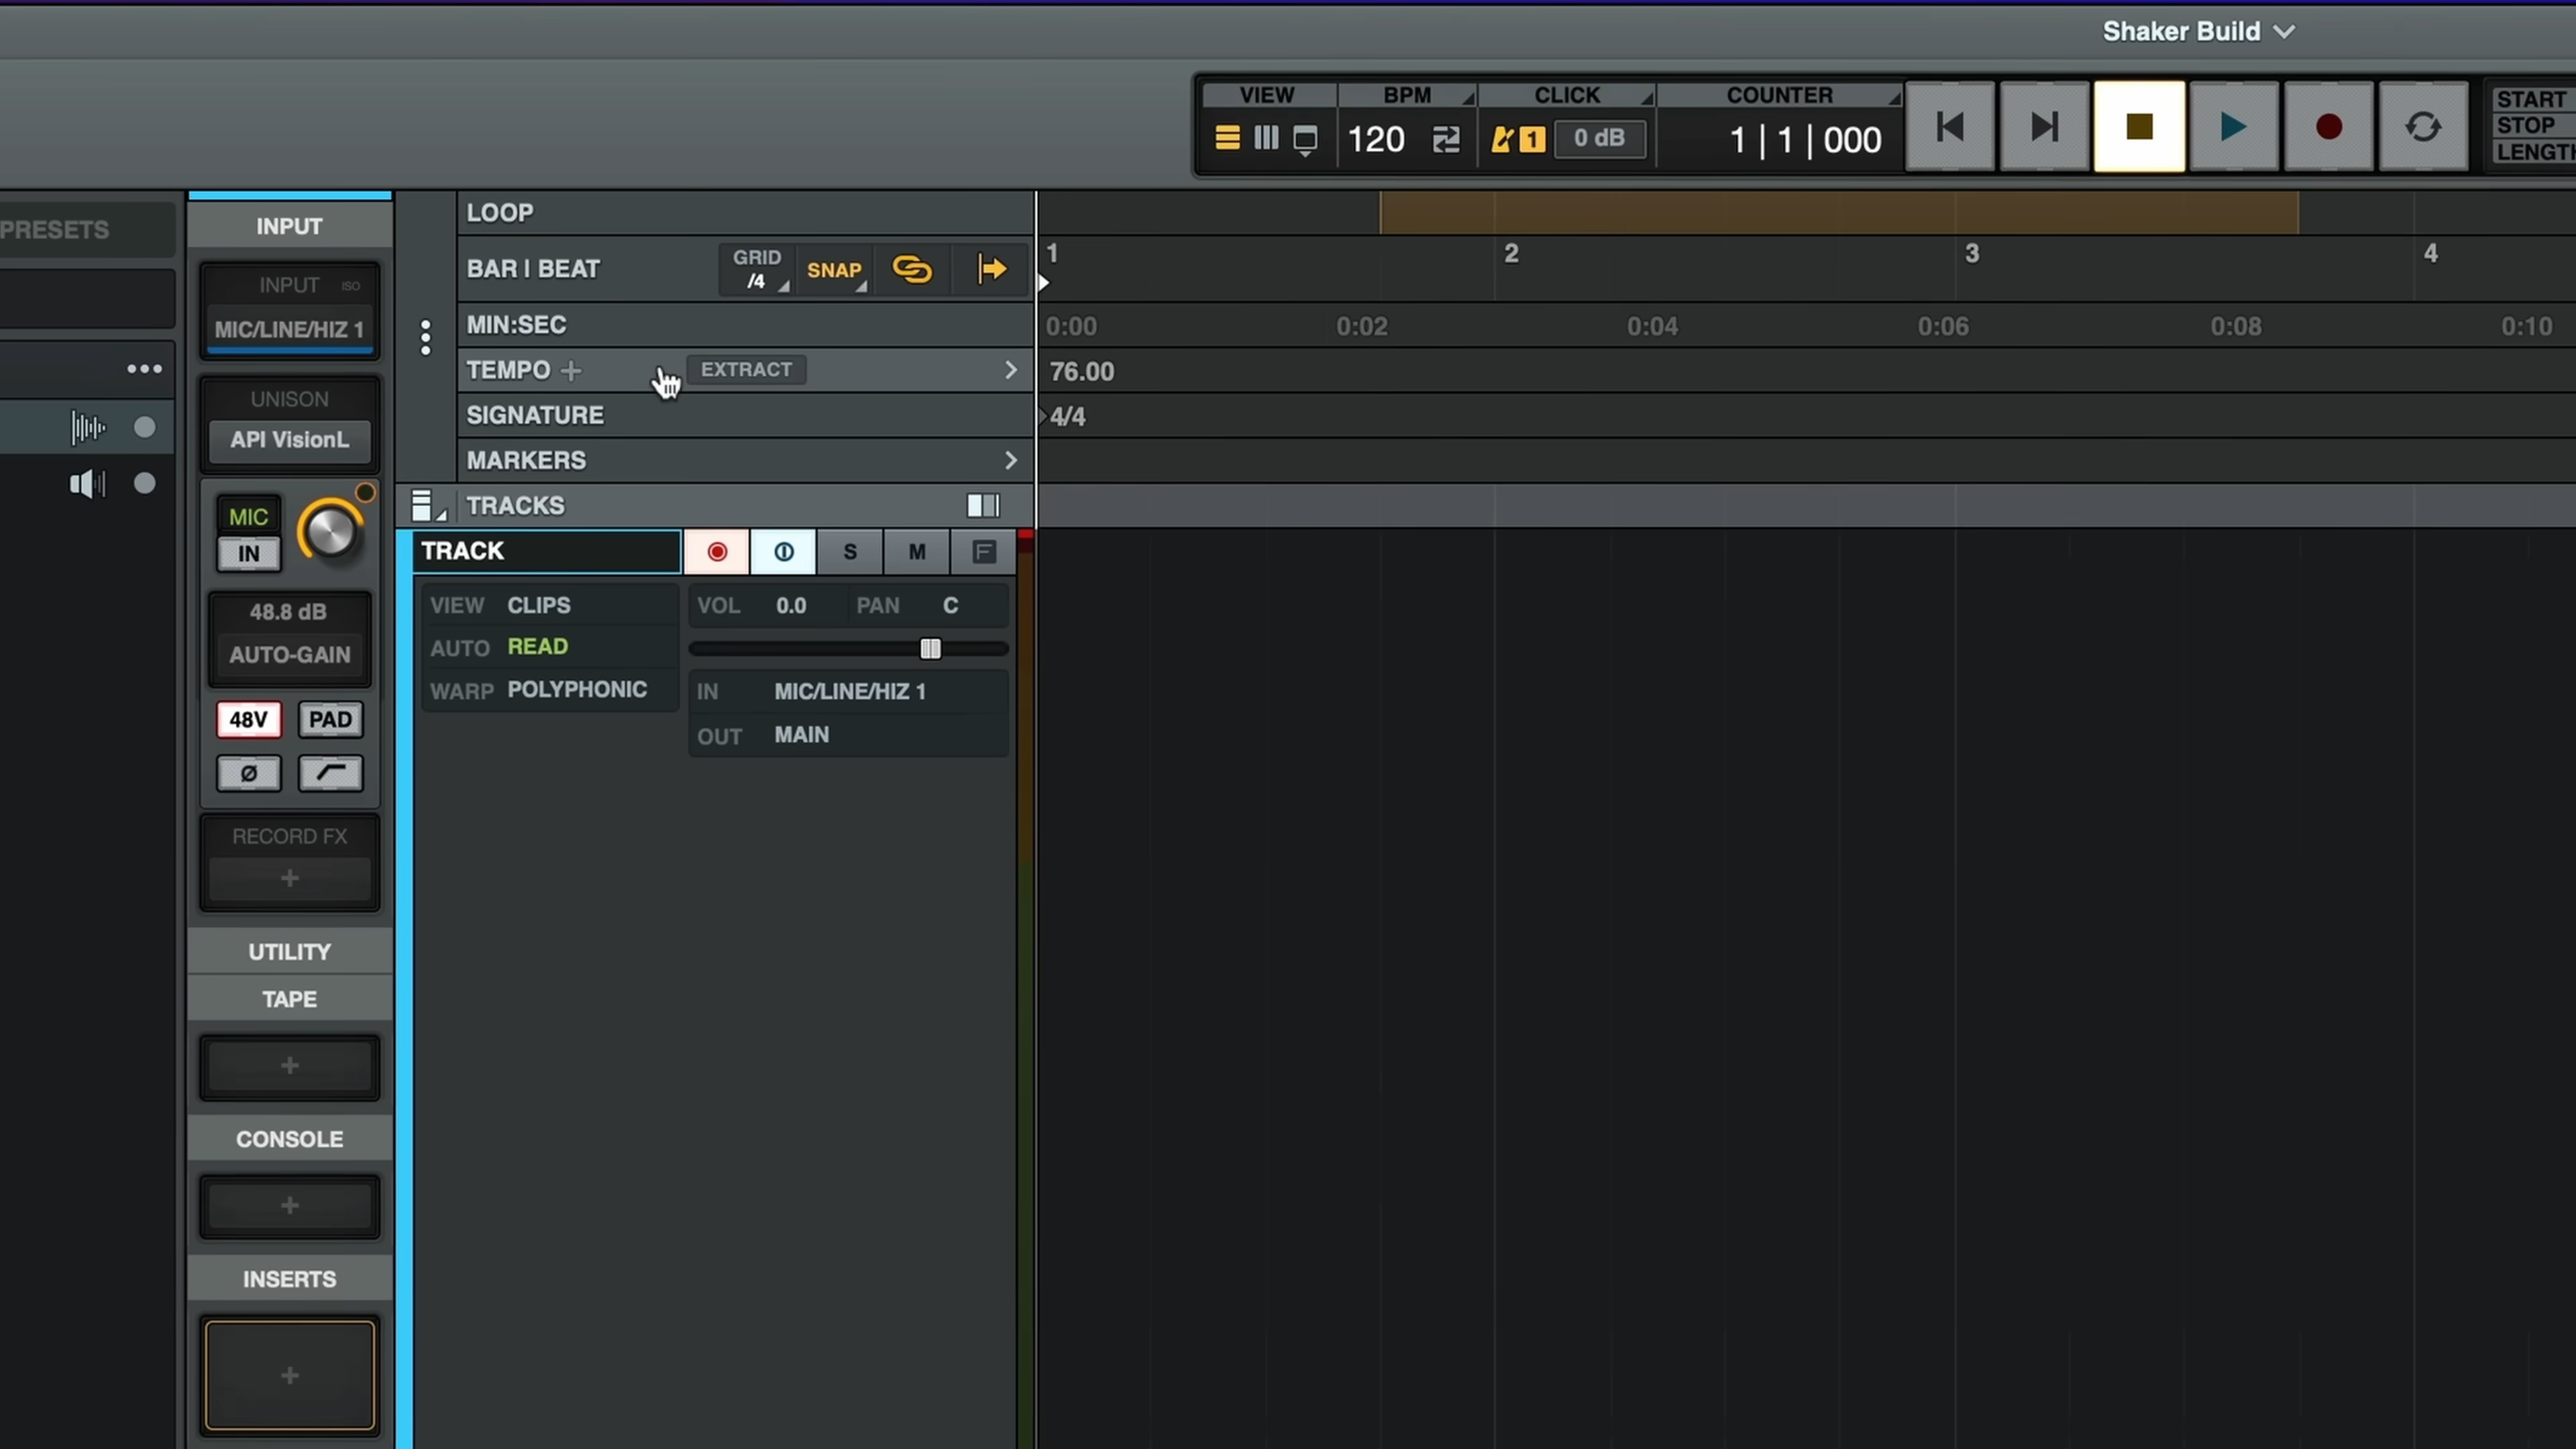 Shaker Build
VIEW BPM CLICK COUNTER
120 1 0 dB 1 | 1 | 000
START
STOP
LENGTH
PRESETS
INPUT
INPUT ISO
MIC/LINE/HIZ 1
UNISON
API VisionL
MIC
IN
48.8 dB
AUTO-GAIN
48V PAD
Ø
RECORD FX
+
UTILITY
TAPE
+
CONSOLE
+
INSERTS
+
LOOP
BAR | BEAT GRID /4 SNAP 1 2 3 4
MIN:SEC 0:00 0:02 0:04 0:06 0:08 0:10
TEMPO + EXTRACT 76.00
SIGNATURE 4/4
MARKERS
TRACKS
TRACK S M F
VIEW CLIPS VOL 0.0 PAN C
AUTO READ
WARP POLYPHONIC IN MIC/LINE/HIZ 1
OUT MAIN